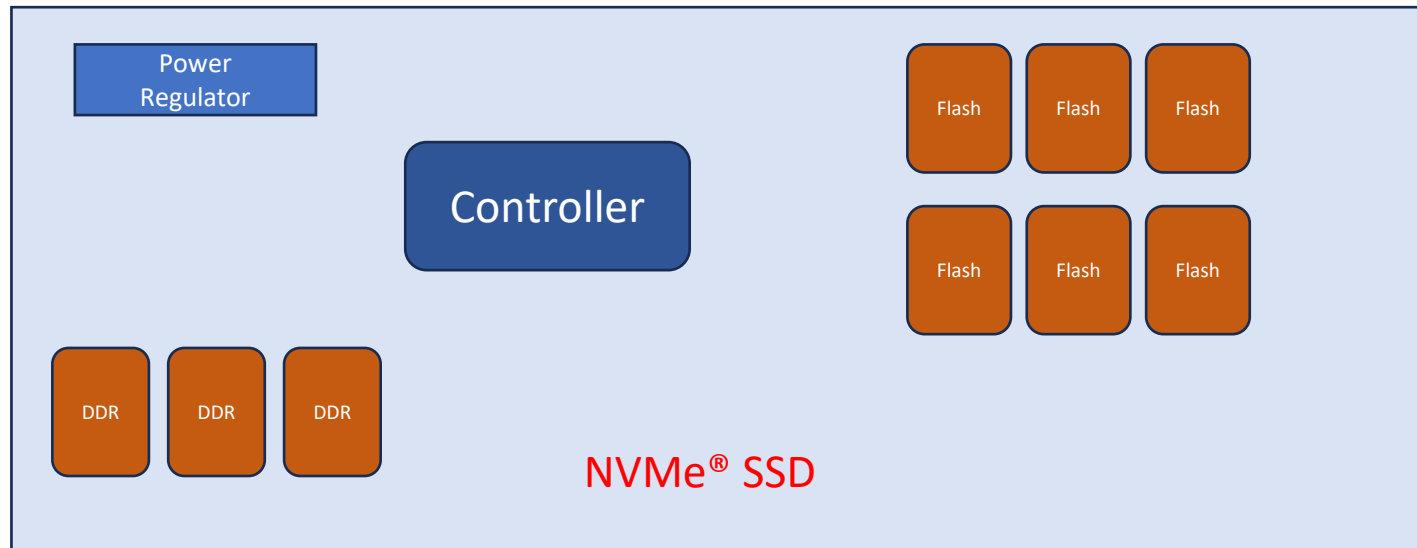 Power
Regulator
Flash
Flash
Flash
Controller
Flash
Flash
Flash
DDR
DDR
DDR
NVMe® SSD